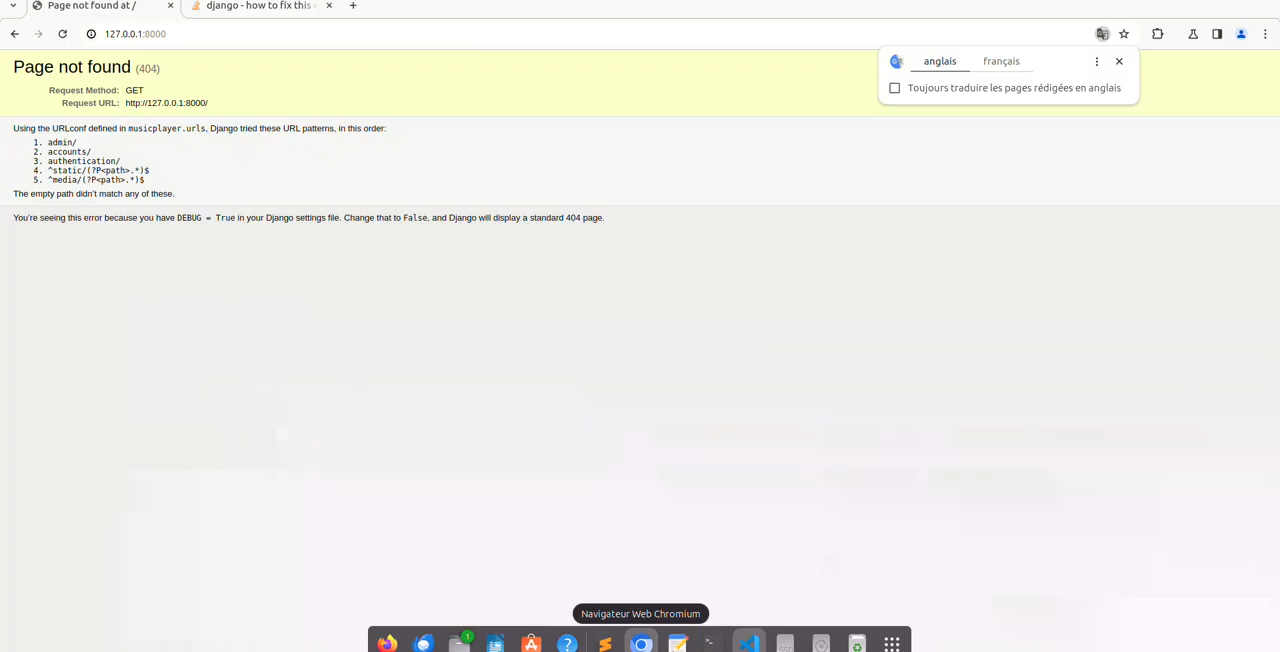 Page not found at /
django - how to fix this
127.0.0.1:8000
anglais français
Toujours traduire les pages rédigées en anglais
Page not found (404)
Request Method: GET
Request URL: http://127.0.0.1:8000/
Using the URLconf defined in musicplayer.urls, Django tried these URL patterns, in this order:
1. admin/
2. accounts/
3. authentication/
4. ^static/(?P<path>.*)$
5. ^media/(?P<path>.*)$
The empty path didn't match any of these.
You're seeing this error because you have DEBUG = True in your Django settings file. Change that to False, and Django will display a standard 404 page.
Navigateur Web Chromium
1